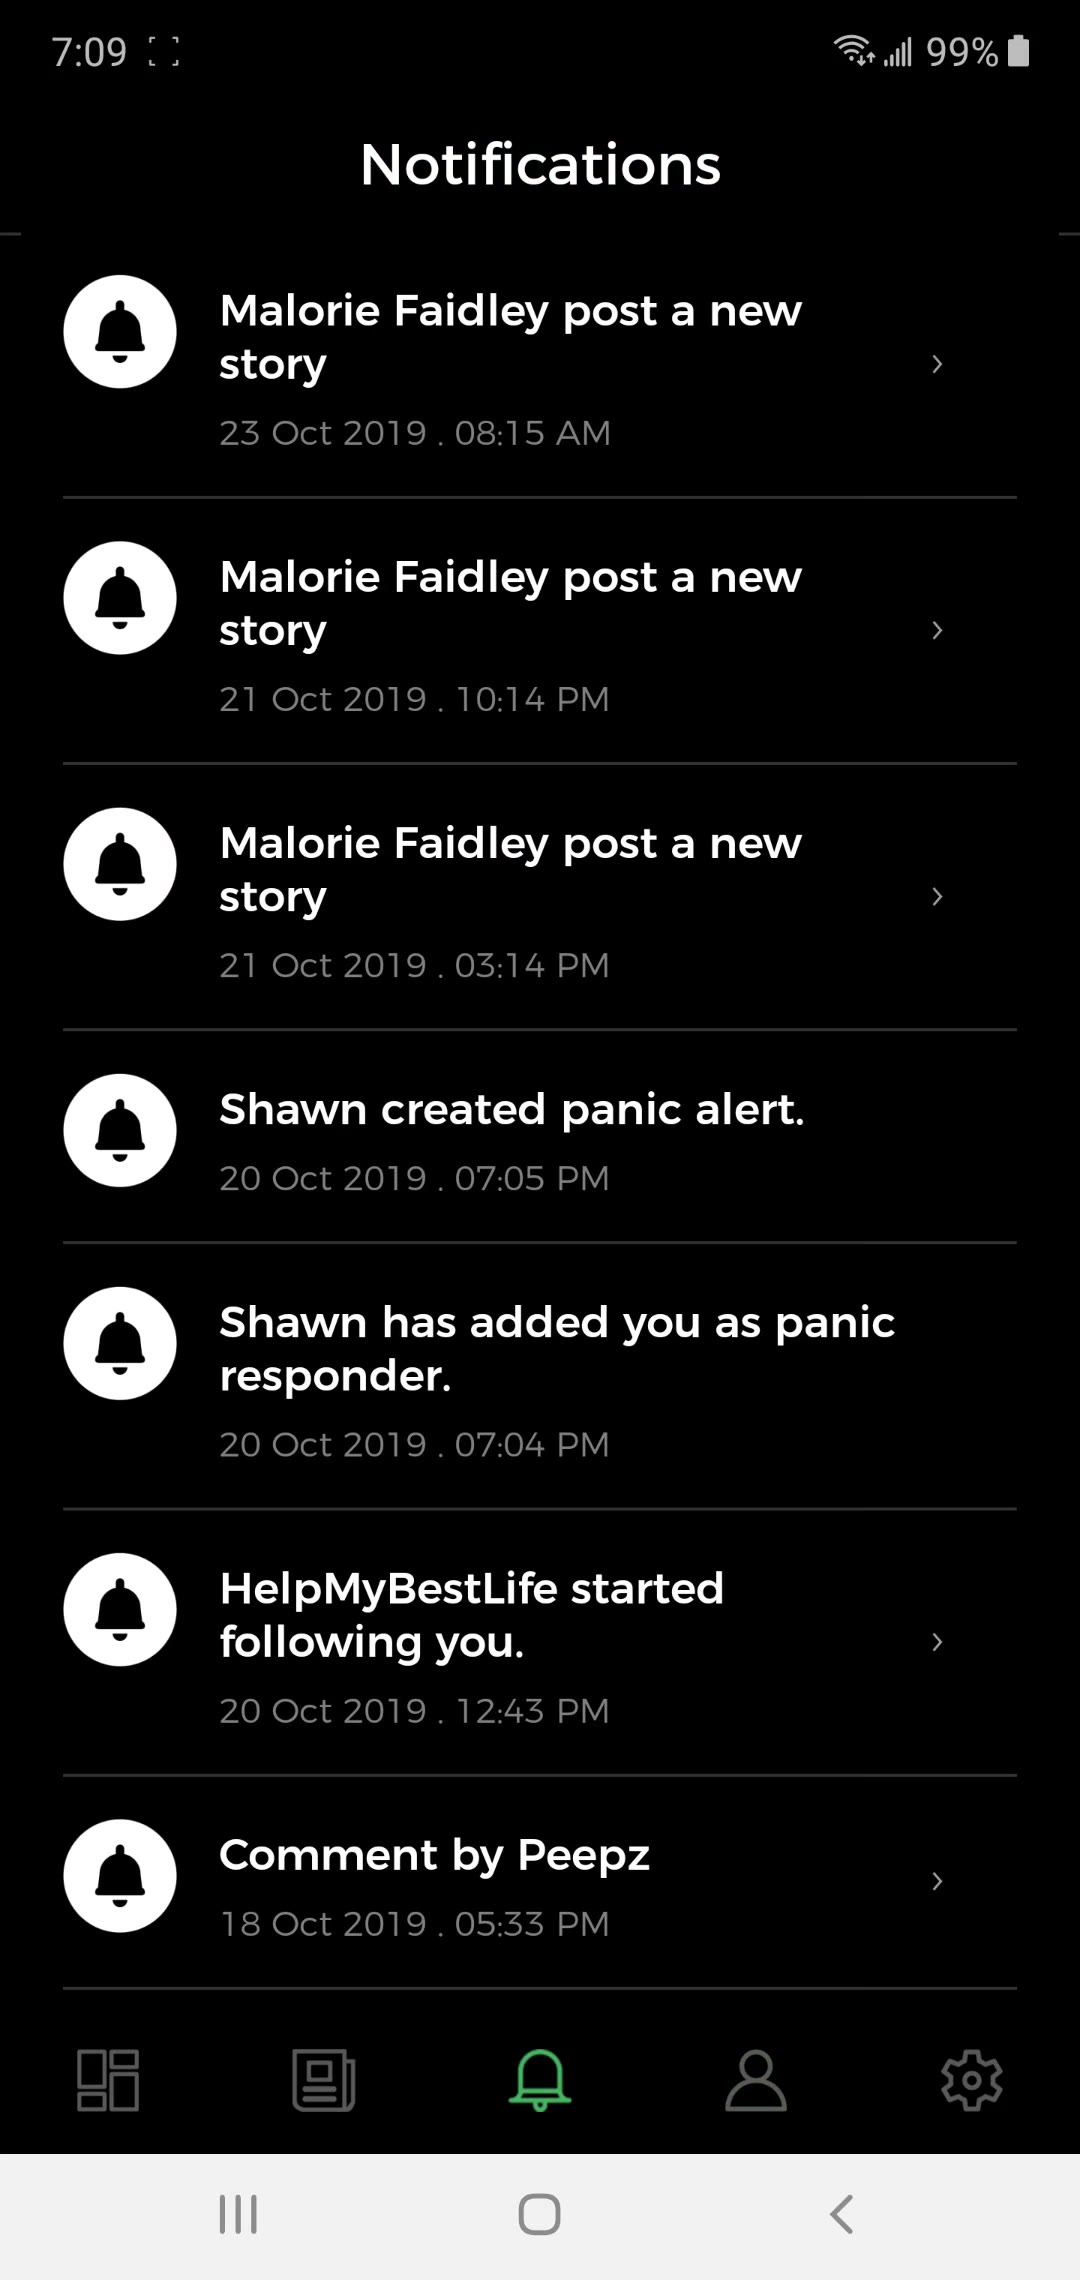 7:09 99%
Notifications
Malorie Faidley post a new
story
23 Oct 2019 . 08:15 AM
Malorie Faidley post a new
story
21 Oct 2019 . 10:14 PM
Malorie Faidley post a new
story
21 Oct 2019 . 03:14 PM
Shawn created panic alert.
20 Oct 2019 . 07:05 PM
Shawn has added you as panic
responder.
20 Oct 2019 . 07:04 PM
HelpMyBestLife started
following you.
20 Oct 2019 . 12:43 PM
Comment by Peepz
18 Oct 2019 . 05:33 PM